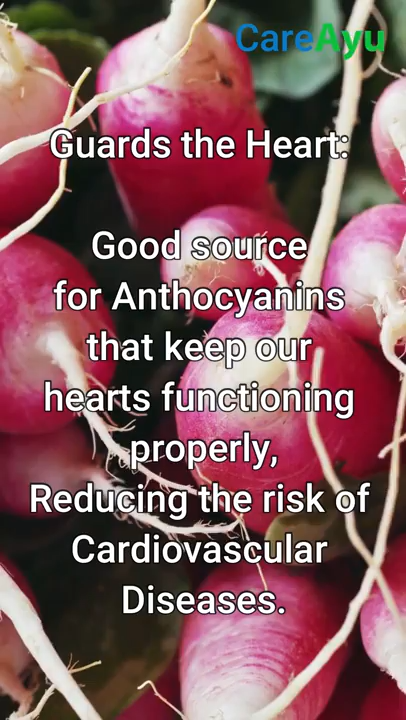 CareAyu
Guards the Heart:
Good source
for Anthocyanins
that keep our
hearts functioning
properly,
Reducing the risk of
Cardiovascular
Diseases.